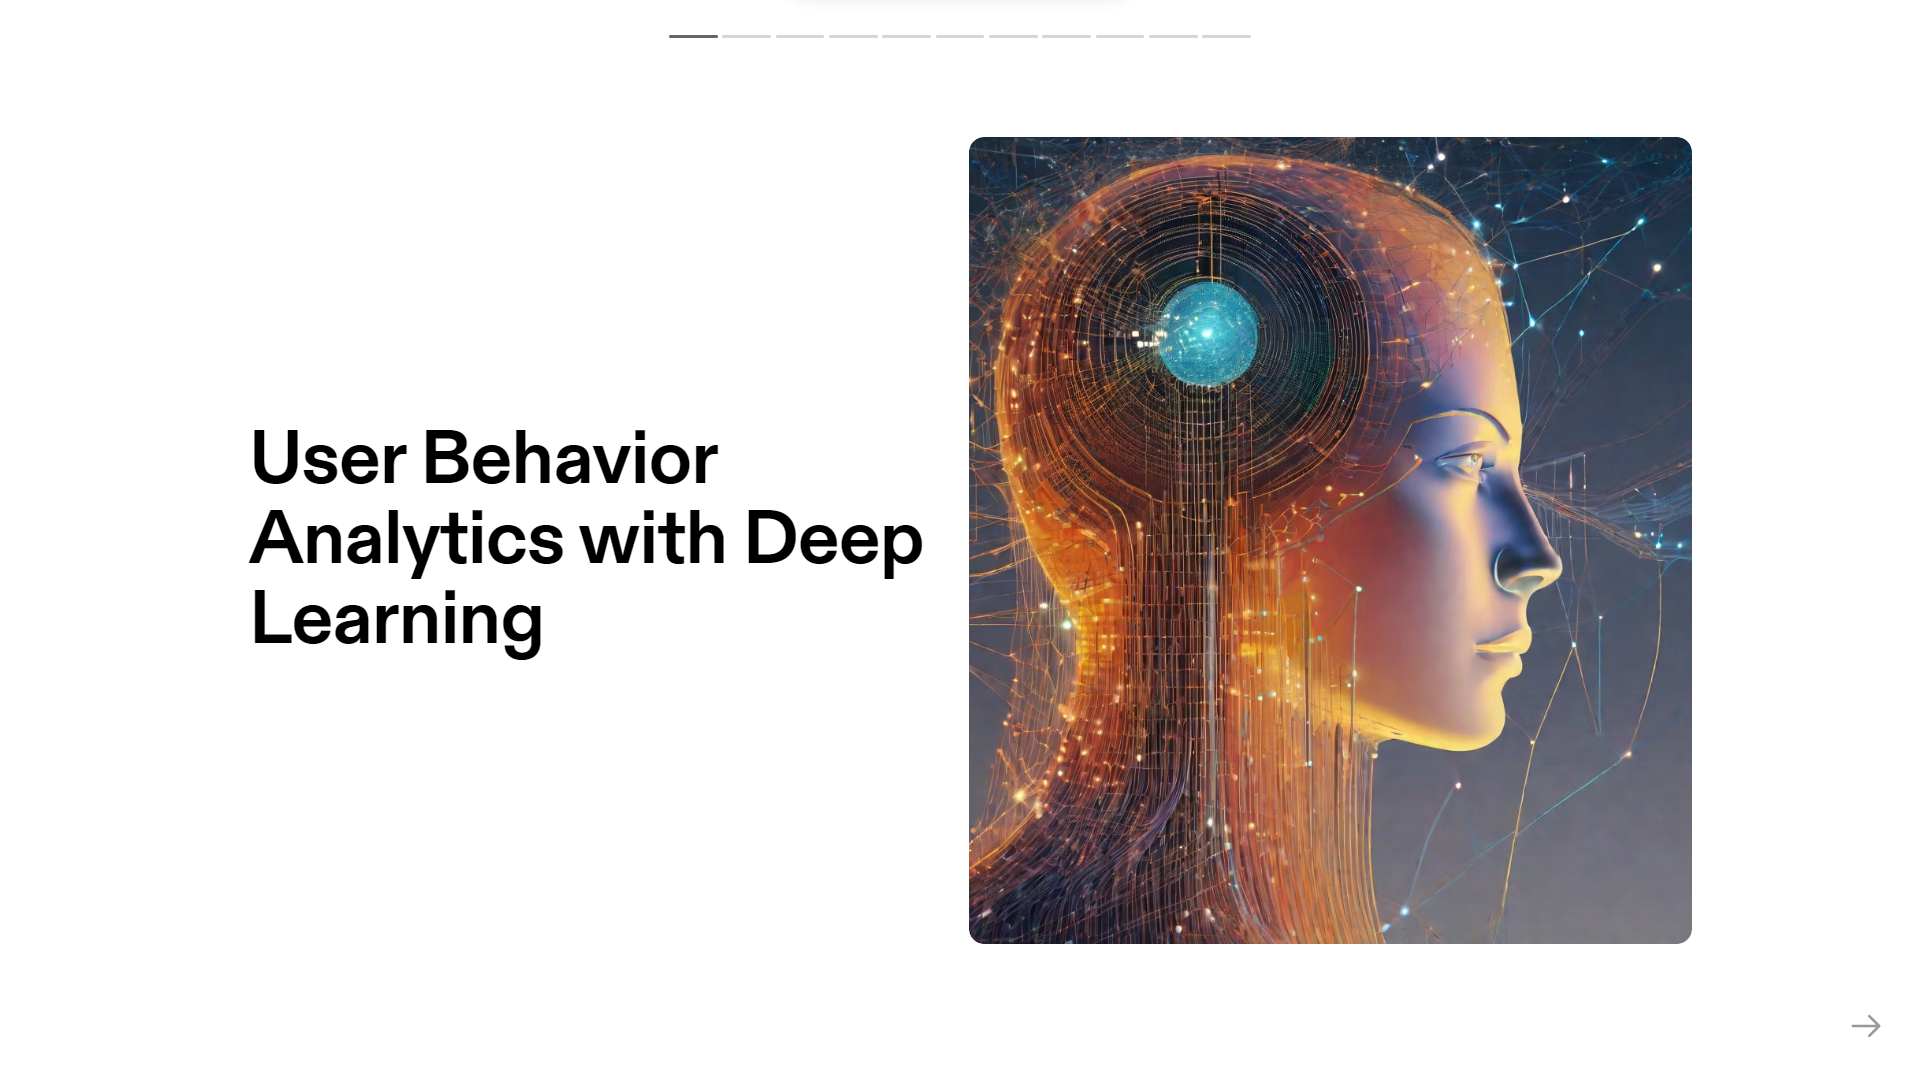 User Behavior
Analytics with Deep
Learning